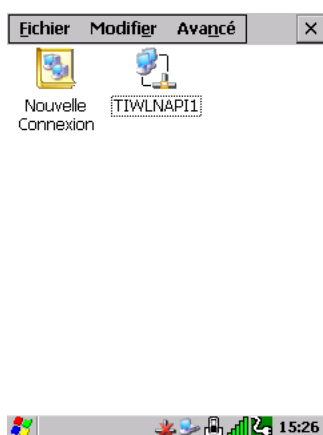 Fichier Modifier Avancé
Nouvelle
Connexion
TIWLNAPI1
15:26